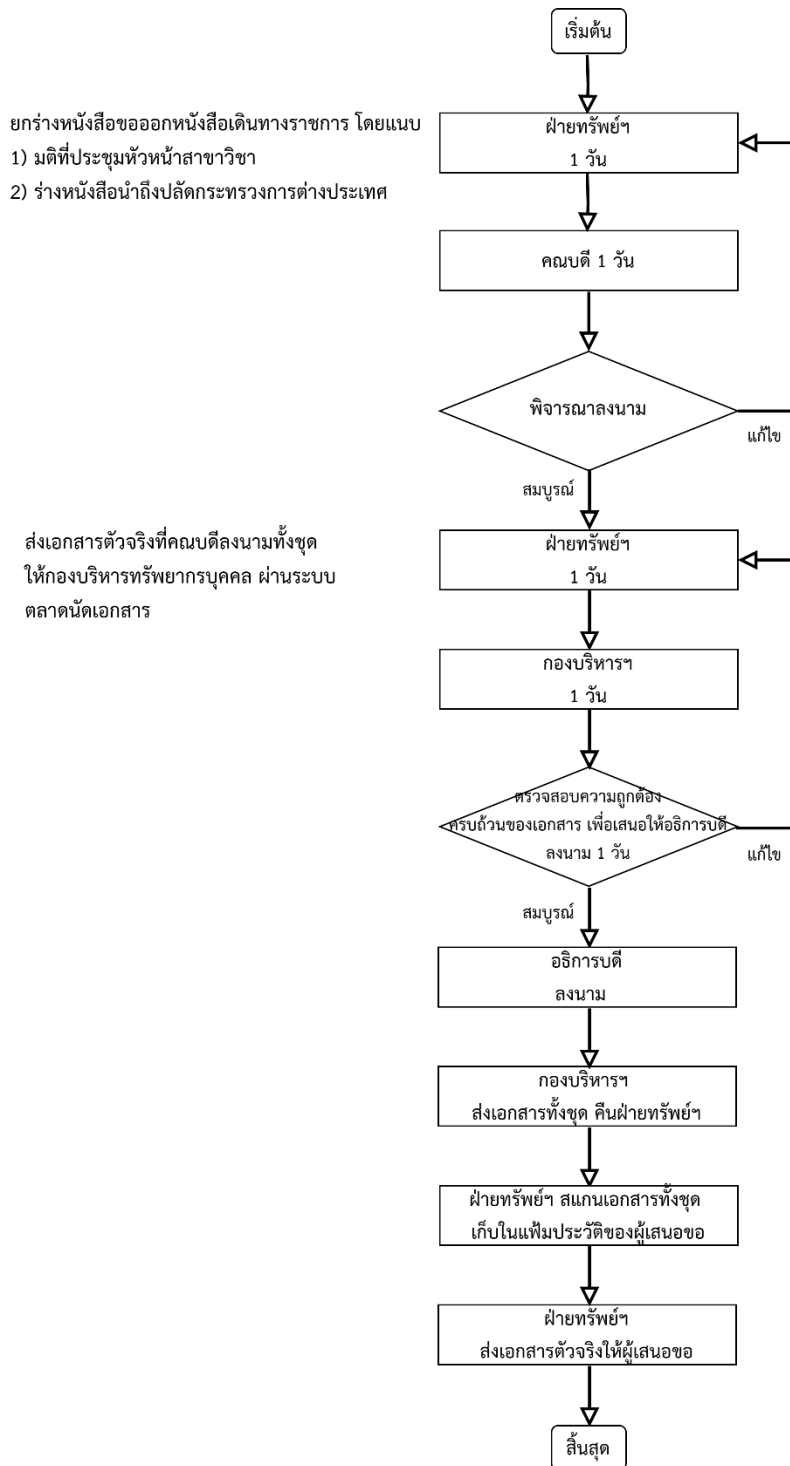 เริ่มต้น
ยกร่างหนังสือขอออกหนังสือเดินทางราชการ โดยแนบ
1) มติที่ประชุมหัวหน้าสาขาวิชา
2) ร่างหนังสือนำถึงปลัดกระทรวงการต่างประเทศ
ฝ่ายทรัพย์ฯ
1 วัน
คณบดี 1 วัน
พิจารณาลงนาม
แก้ไข
สมบูรณ์
ส่งเอกสารตัวจริงที่คณบดีลงนามทั้งชุด
ให้กองบริหารทรัพยากรบุคคล ผ่านระบบ
ตลาดนัดเอกสาร
ฝ่ายทรัพย์ฯ
1 วัน
กองบริหารฯ
1 วัน
ตรวจสอบความถูกต้อง
ครบถ้วนของเอกสาร เพื่อเสนอให้อธิการบดี
ลงนาม 1 วัน
แก้ไข
สมบูรณ์
อธิการบดี
ลงนาม
กองบริหารฯ
ส่งเอกสารทั้งชุด คืนฝ่ายทรัพย์ฯ
ฝ่ายทรัพย์ฯ สแกนเอกสารทั้งชุด
เก็บในแฟ้มประวัติของผู้เสนอขอ
ฝ่ายทรัพย์ฯ
ส่งเอกสารตัวจริงให้ผู้เสนอขอ
สิ้นสุด